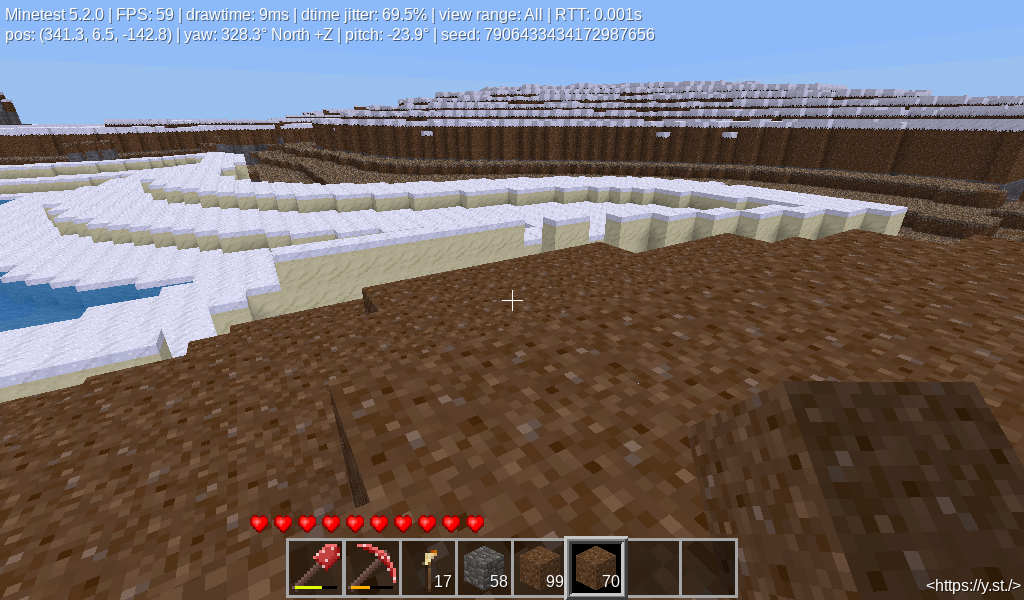 Minetest 5.2.0 | FPS: 59 | drawtime: 9ms | dtime jitter: 69.5% | view range: All | RTT: 0.001s
pos: (341.3, 6.5, -142.8) | yaw: 328.3° North +Z | pitch: -23.9° | seed: 7906433434172987656
17 58 99 70
<https://y.st./>